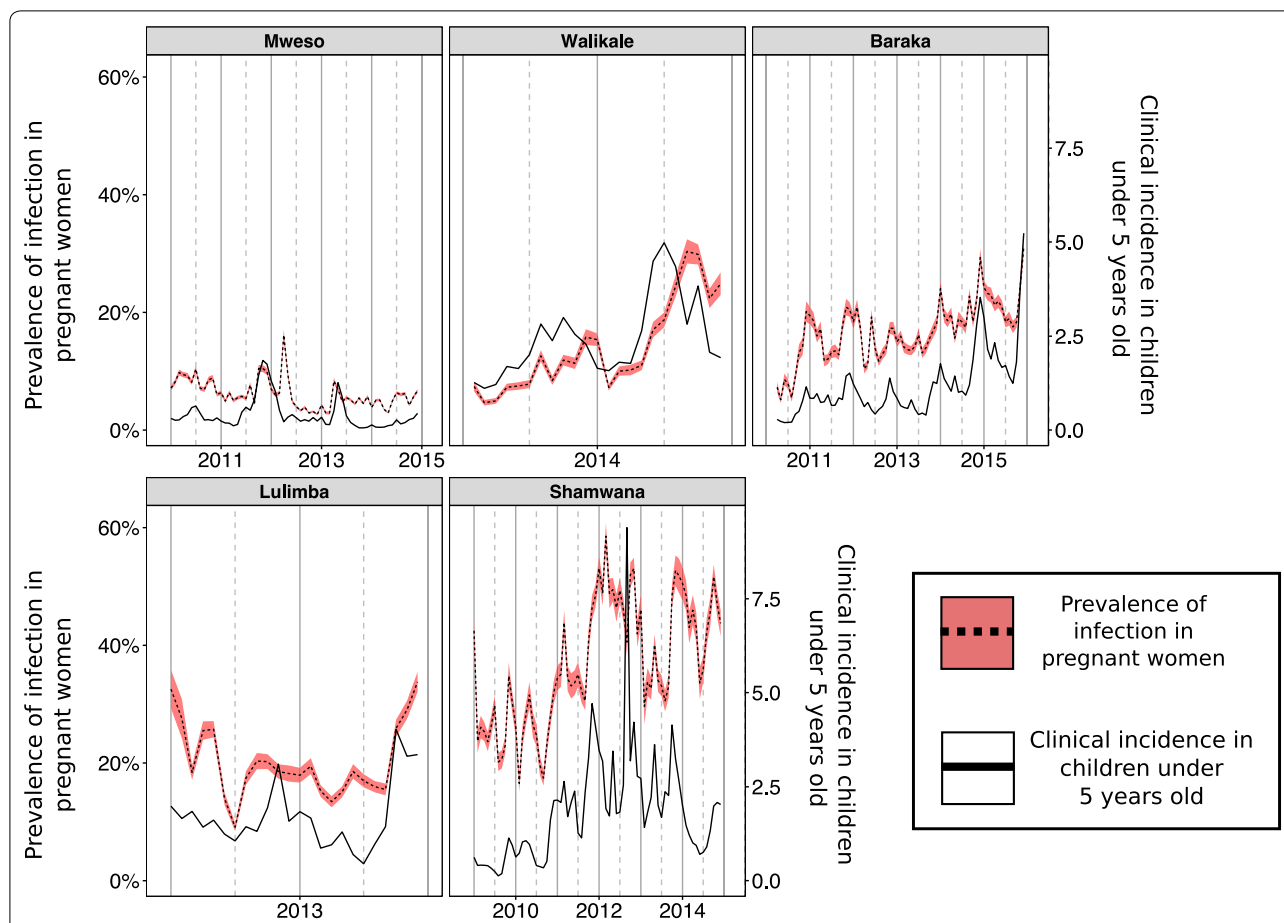 Mweso
Walikale
Baraka
Prevalence of infection in
pregnant women
60%
40%
20%
0%
7.5
5.0
2.5
0.0
Clinical incidence in children
under 5 years old
2011
2013
2015
2014
2011
2013
2015
Lulimba
Shamwana
Prevalence of infection in
pregnant women
60%
40%
20%
0%
7.5
5.0
2.5
0.0
Clinical incidence in children
under 5 years old
2013
2010
2012
2014
Prevalence of
infection in
pregnant women
Clinical incidence in
children under
5 years old